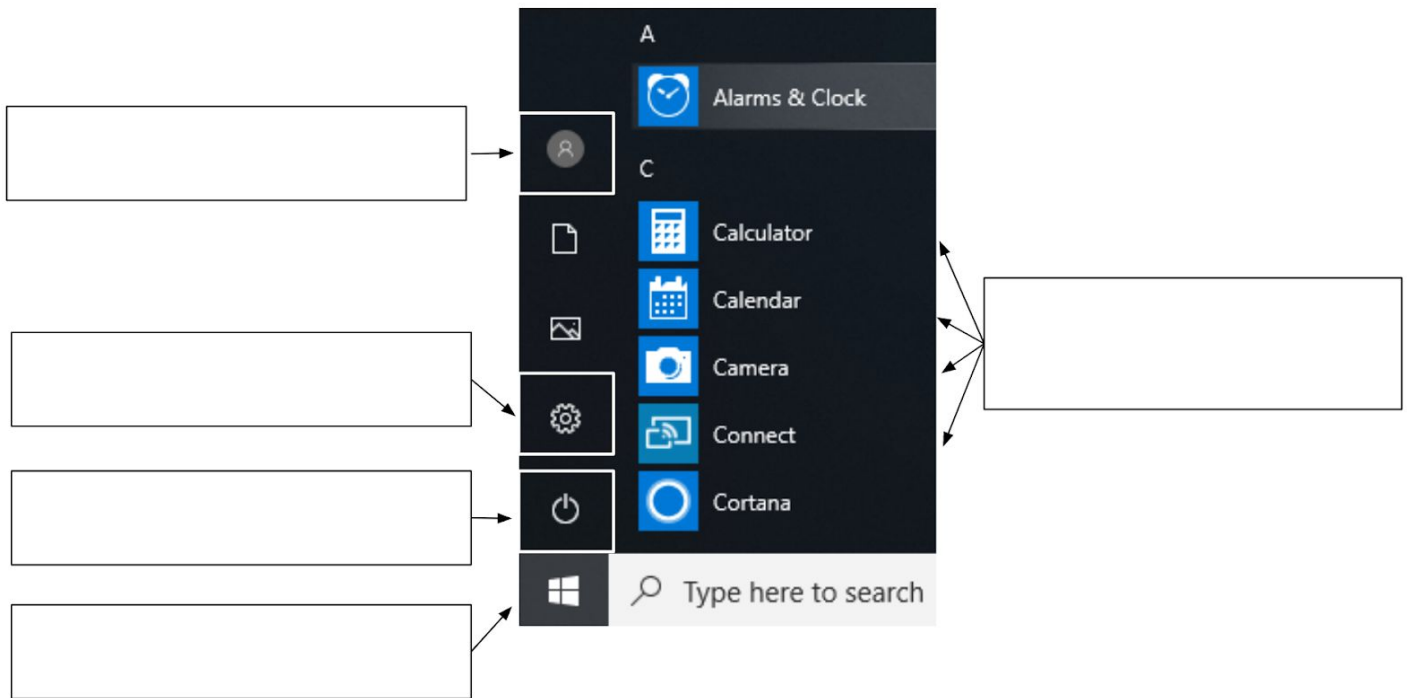 A
Alarms & Clock
C
Calculator
Calendar
Camera
Connect
Cortana
Type here to search